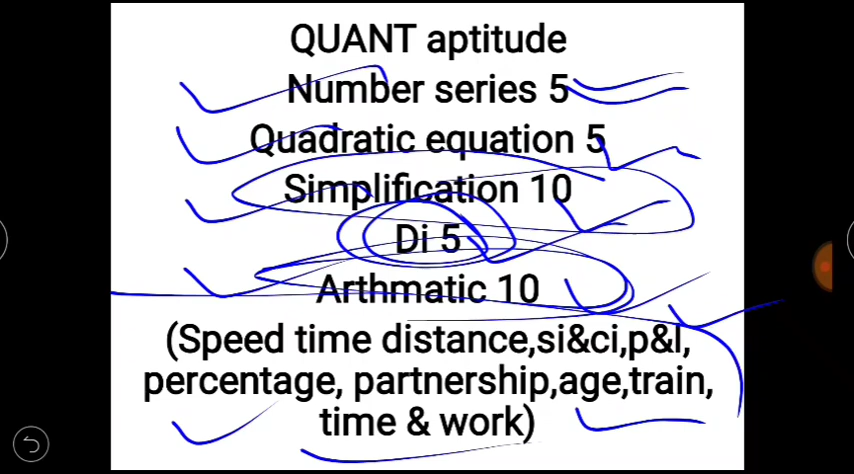 QUANT aptitude
Number series 5
Quadratic equation 5
Simplification 10
Di 5
Arthmatic 10
(Speed time distance,si&ci,p&l,
percentage, partnership,age,train,
time & work)